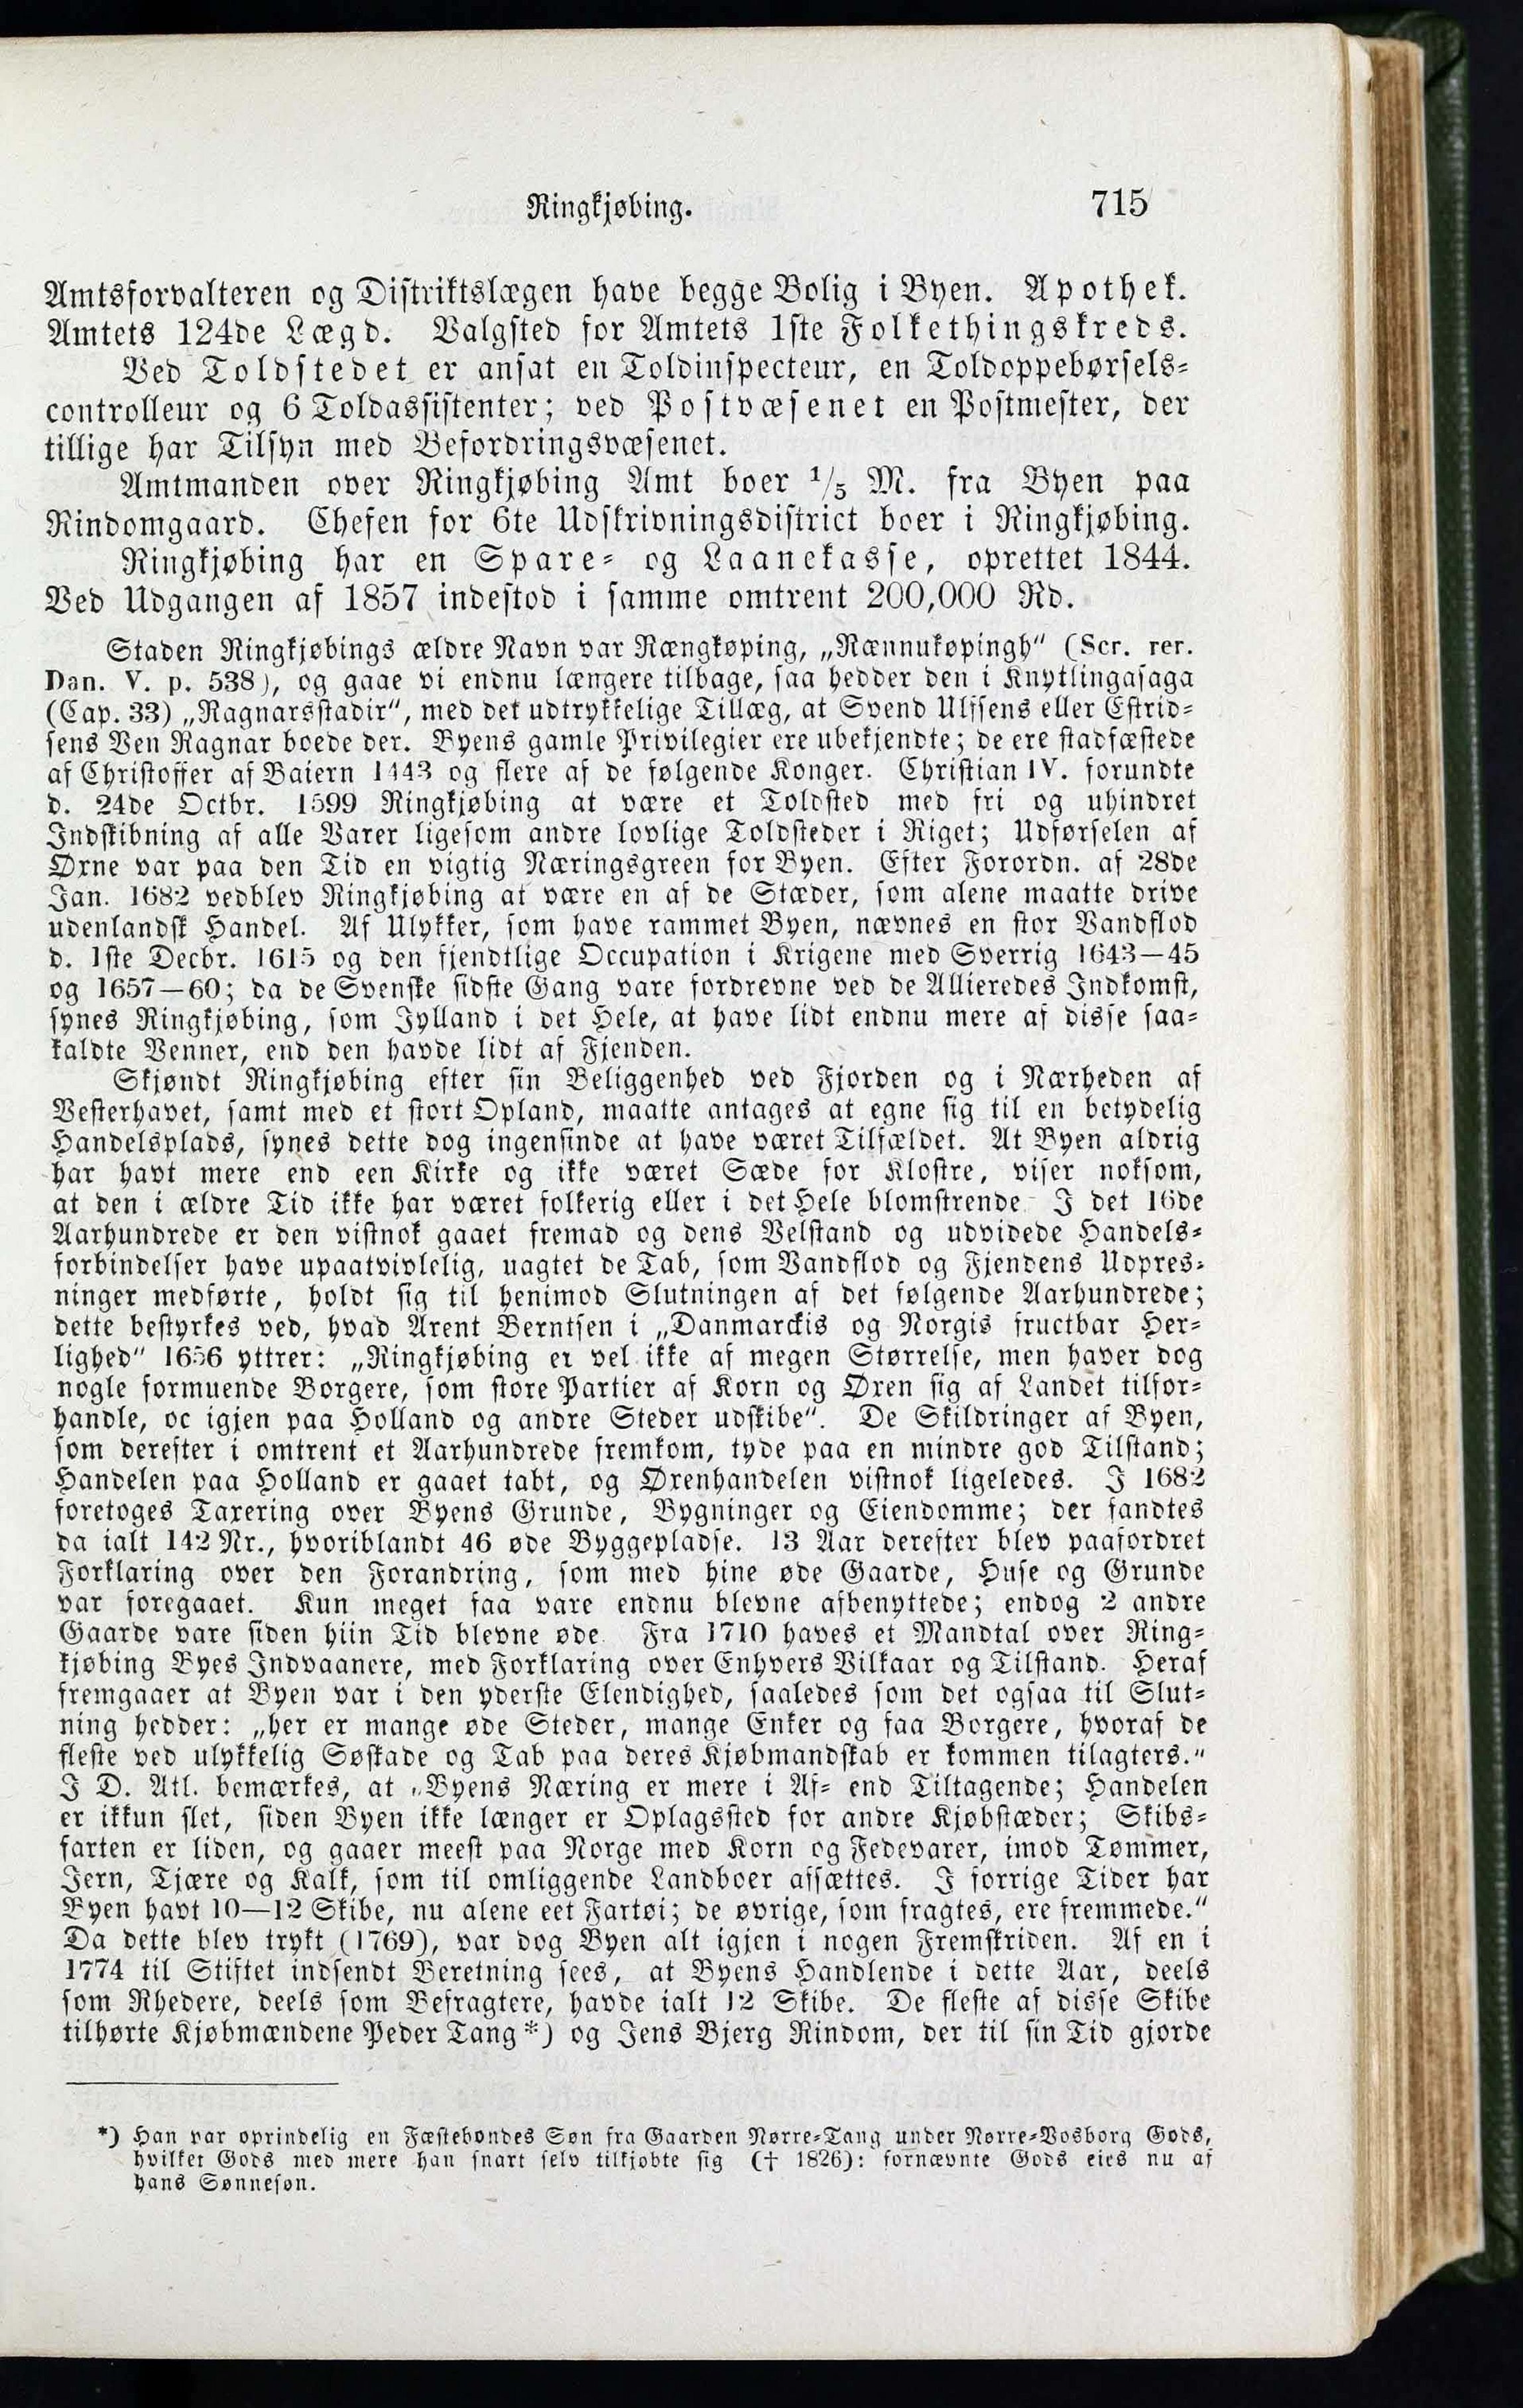 Ringkjøbing. 715
Amtsforvalteren og Distriktslægen have begge Bolig i Byen. Apothek.
Amtets 124de Lægd. Valgsted for Amtets 1ste Folkethingskreds.
Ved Toldstedet er ansat en Toldinspecteur, en Toldoppebørsels-
controlleur og 6 Toldassistenter; ved Postvæsenet en Postmester, der
tillige har Tilsyn med Befordringsvæsenet.
Amtmanden over Ringkjøbing Amt boer 1/5 M. fra Byen paa
Rindomgaard. Chefen for 6te Udskrivningsdistrict boer i Ringkjøbing.
Ringkjøbing har en Spare- og Laanekasse, oprettet 1844.
Ved Udgangen af 1857 indestod i samme omtrent 200,000 Rd.
Staden Ringkjøbings ældre Navn var Rængkøping, „Rænnukøpingh" (Scr. rer.
Dan. V. p. 538), og gaae vi endnu længere tilbage, saa hedder den i Knytlingasaga
(Cap. 33) „Ragnarsstadir", med det udtrykkelige Tillæg, at Svend Ulfsens eller Estrid-
sens Ven Ragnar boede der. Byens gamle Privilegier ere ubekjendte; de ere stadfæstede
af Christoffer af Baiern 1443 og flere af de følgende Konger. Christian IV. forundte
d. 24de Octbr. 1599 Ringkjøbing at være et Toldsted med fri og uhindret
Indskibning af alle Varer ligesom andre lovlige Toldsteder i Riget; Udførselen af
Øxne var paa den Tid en vigtig Næringsgreen for Byen. Efter Forordn. af 28de
Jan. 1682 vedblev Ringkjøbing at være en af de Stæder, som alene maatte drive
udenlandsk Handel. Af Ulykker, som have rammet Byen, nævnes en stor Vandflod
d. 1ste Decbr. 1615 og den fjendtlige Occupation i Krigene med Sverrig 1643—45
og 1657—60; da de Svenske sidste Gang vare fordrevne ved de Allieredes Indkomst,
synes Ringkjøbing, som Jylland i det Hele, at have lidt endnu mere af disse saa-
kaldte Venner, end den havde lidt af Fjenden.
Skjøndt Ringkjøbing efter sin Beliggenhed ved Fjorden og i Nærheden af
Vesterhavet, samt med et stort Opland, maatte antages at egne sig til en betydelig
Handelsplads, synes dette dog ingensinde at have været Tilfældet. At Byen aldrig
har havt mere end een Kirke og ikke været Sæde for Klostre, viser noksom,
at den i ældre Tid ikke har været folkerig eller i det Hele blomstrende I det 16de
Aarhundrede er den vistnok gaaet fremad og dens Velstand og udvidede Handels-
forbindelser have upaatvivlelig, uagtet de Tab, som Vandflod og Fjendens Udpres-
ninger medførte, holdt sig til henimod Slutningen af det følgende Aarhundrede;
dette bestyrkes ved, hvad Arent Berntsen i „Danmarckis og Norgis fructbar Her-
lighed" 1656 yttrer: „Ringkjøbing er vel ikke af megen Størrelse, men haver dog
nogle formuende Borgere, som store Partier af Korn og Øxen sig af Landet tilfor-
handle, oc igjen paa Holland og andre Steder udskibe". De Skildringer af Byen,
som derefter i omtrent et Aarhundrede fremkom, tyde paa en mindre god Tilstand;
Handelen paa Holland er gaaet tabt, og Øxenhandelen vistnok ligeledes. I 1682
foretoges Taxering over Byens Grunde, Bygninger og Eiendomme; der fandtes
da ialt 142 Nr., hvoriblandt 46 øde Byggepladse. 13 Aar derefter blev paafordret
Forklaring over den Forandring, som med hine øde Gaarde, Huse og Grunde
var foregaaet. Kun meget faa vare endnu blevne afbenyttede; endog 2 andre
Gaarde vare siden hiin Tid blevne øde. Fra 1710 haves et Mandtal over Ring-
kjøbing Byes Indvaanere, med Forklaring over Enhvers Vilkaar og Tilstand. Heraf
fremgaaer at Byen var i den yderste Elendighed, saaledes som det ogsaa til Slut-
ning hedder: „her er mange øde Steder, mange Enker og faa Borgere, hvoraf de
fleste ved ulykkelig Søskade og Tab paa deres Kjøbmandskab er kommen tilagters."
I D. Atl. bemærkes, at „Byens Næring er mere i Af- end Tiltagende; Handelen
er ikkun slet, siden Byen ikke længer er Oplagssted for andre Kjøbstæder; Skibs-
farten er liden, og gaaer meest paa Norge med Korn og Fedevarer, imod Tømmer,
Jern, Tjære og Kalk, som til omliggende Landboer afsættes. I forrige Tider har
Byen havt 10—12 Skibe, nu alene eet Fartøi; de øvrige, som fragtes, ere fremmede."
Da dette blev trykt (1769), var dog Byen alt igjen i nogen Fremskriden. Af en i
1774 til Stiftet indsendt Beretning sees, at Byens Handlende i dette Aar, deels
som Rhedere, deels som Befragtere, havde ialt 12 Skibe. De fleste af disse Skibe
tilhørte Kjøbmændene Peder Tang *) og Jens Bjerg Rindom, der til sin Tid gjorde
*) Han var oprindelig en Fæstebondes Søn fra Gaarden Nørre-Tang under Nørre-Vosborg Gods,
hvilket Gods med mere han snart selv tilkjøbte sig († 1826): fornævnte Gods eies nu af
hans Sønnesøn.